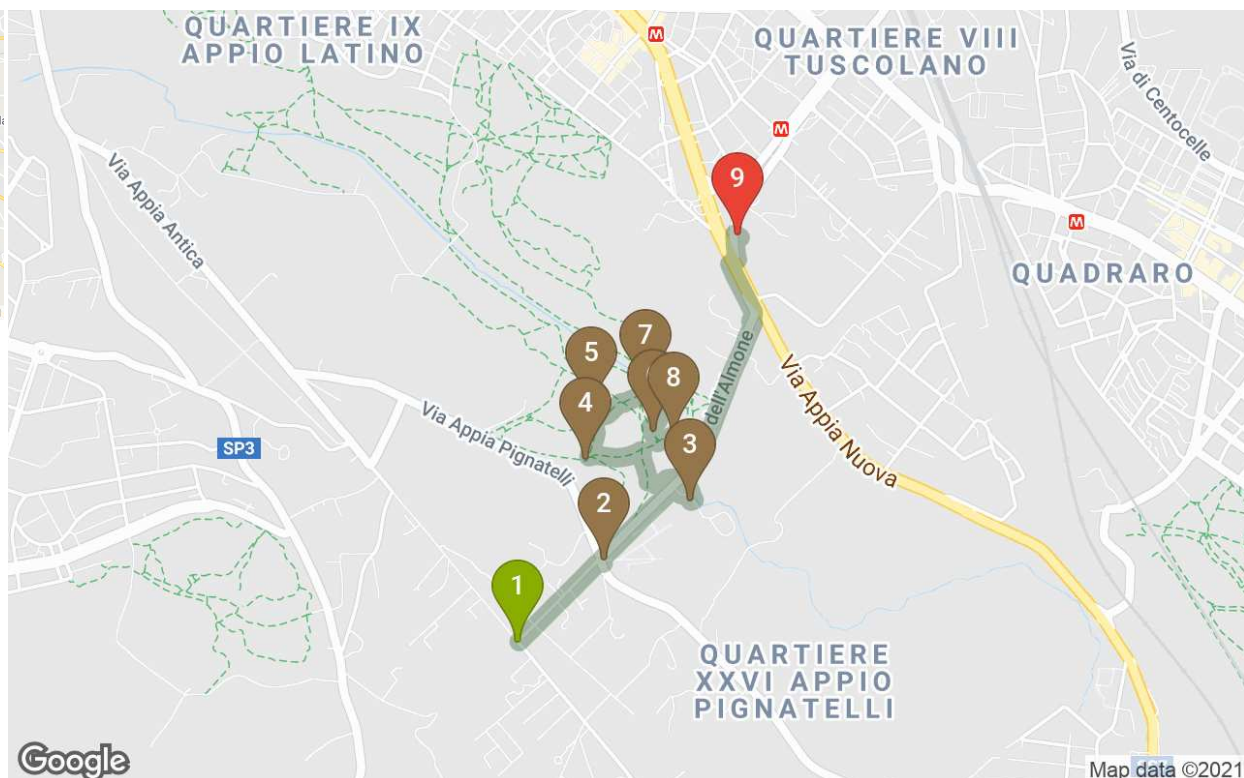 QUARTIERE IX
APPIO LATINO
M
QUARTIERE VIII
TUSCOLANO
Via di Centocelle
M
Via Appia Antica
9
M
QUADRARO
7
5
8
4
dell'Almone
Via Appia Nuova
Via Appia Pignatelli
SP3
3
2
1
QUARTIERE
XXVI APPIO
PIGNATELLI
Google
Map data ©2021